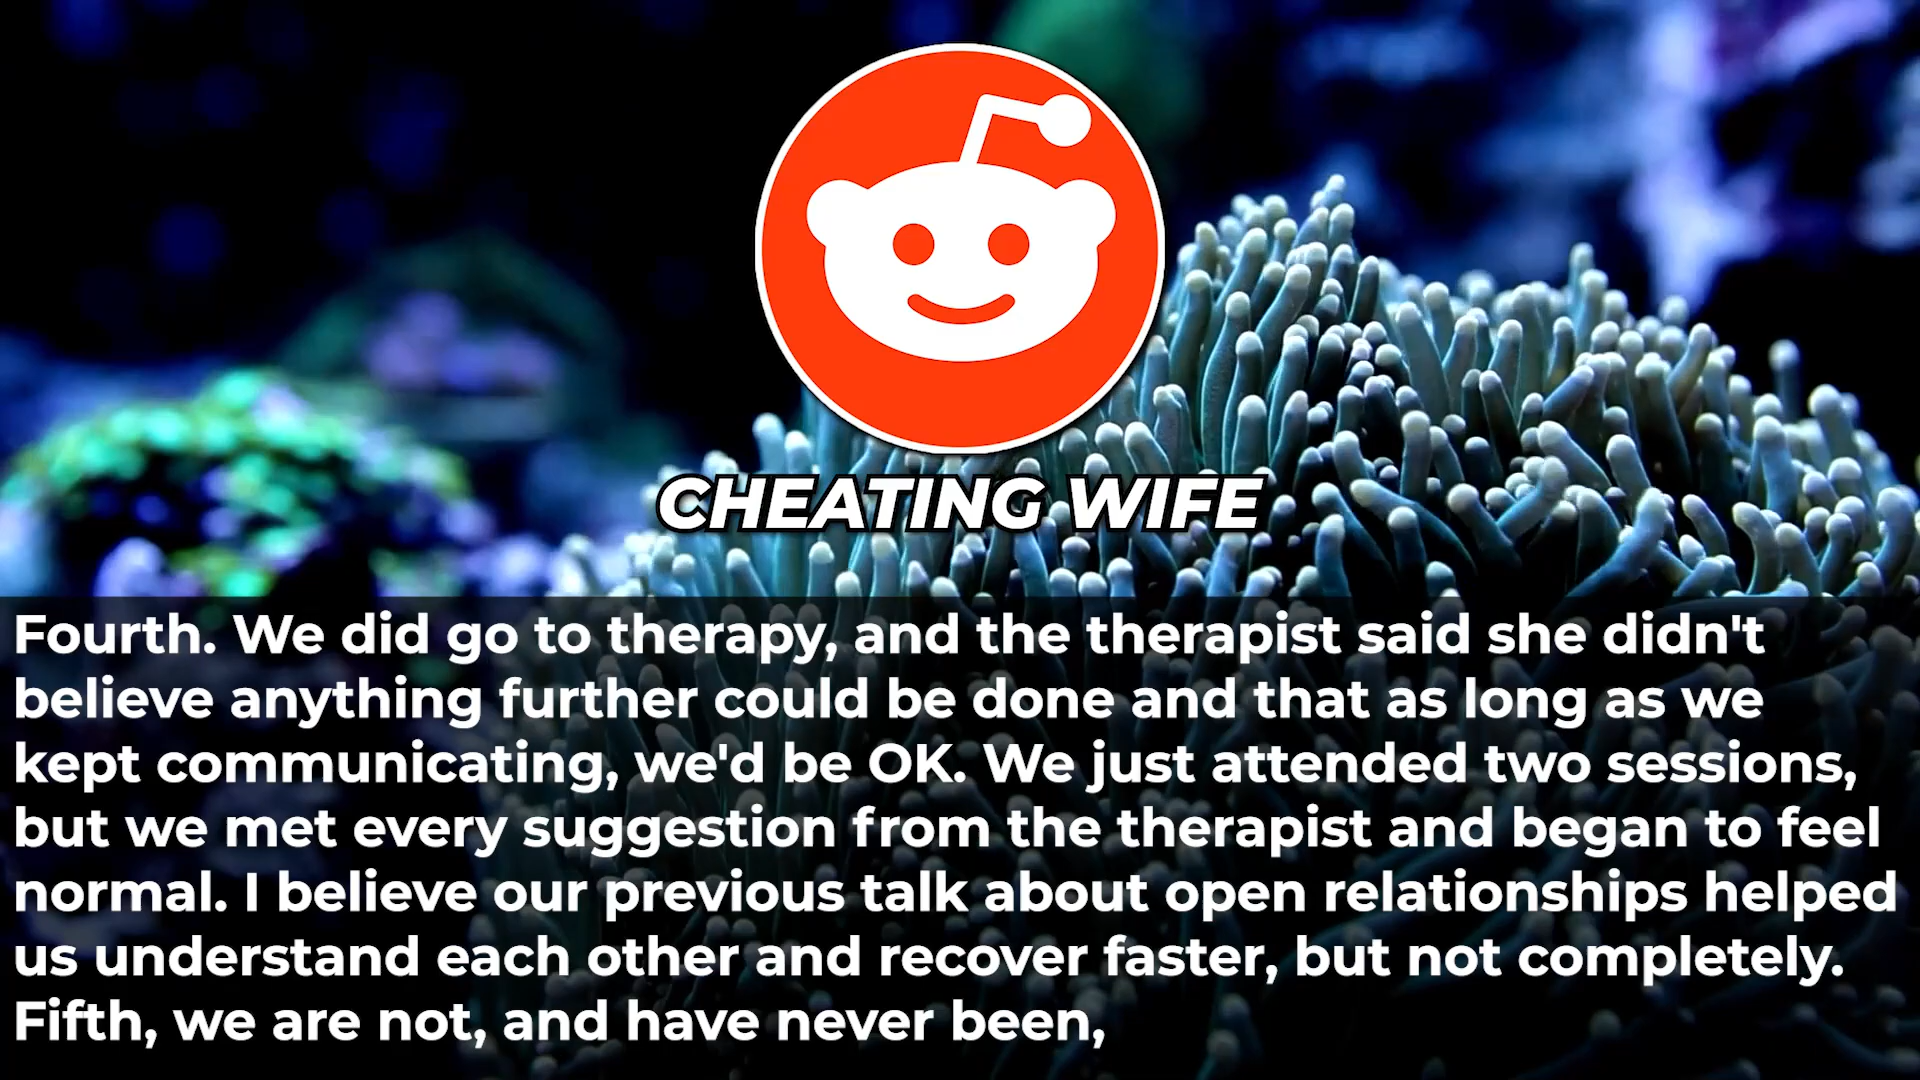 CHEATING WIFE
Fourth. We did go to therapy, and the therapist said she didn't
believe anything further could be done and that as long as we
kept communicating, we'd be OK. We just attended two sessions,
but we met every suggestion from the therapist and began to feel
normal. I believe our previous talk about open relationships helped
us understand each other and recover faster, but not completely.
Fifth, we are not, and have never been,